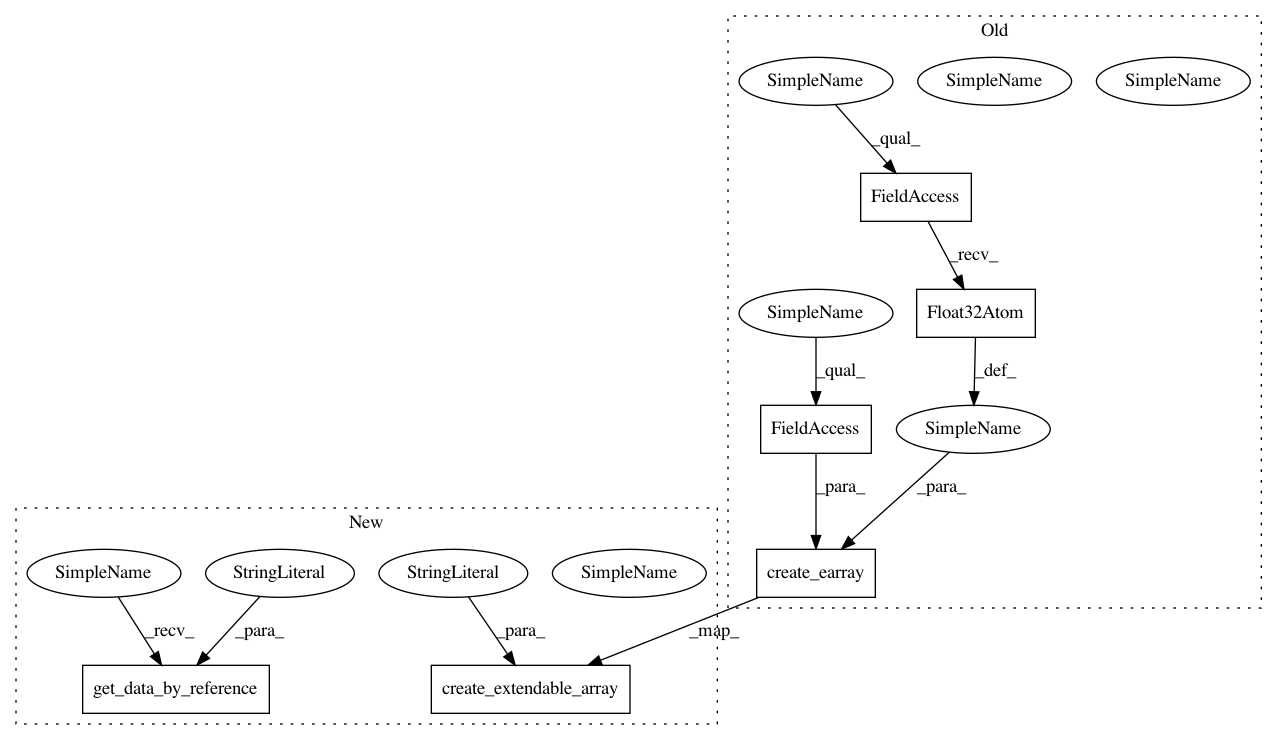 Old
SimpleName
SimpleName
SimpleName
_qual_
FieldAccess
_recv_
SimpleName
Float32Atom
_qual_
_def_
FieldAccess
SimpleName
_para_
_para_
New
SimpleName
StringLiteral
StringLiteral
SimpleName
create_earray
_recv_
_para_
_para_
_map_
get_data_by_reference
create_extendable_array